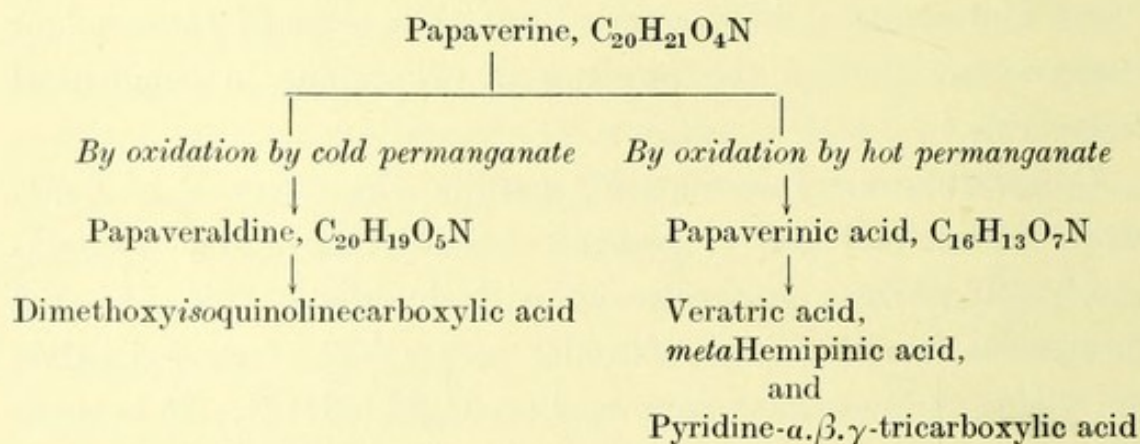 Papaverine, C₂₀H₂₁O₄N
By oxidation by cold permanganate
Papaveraldine, C₂₀H₁₉O₅N
Dimethoxyisoquinolinecarboxylic acid
By oxidation by hot permanganate
Papaverinic acid, C₁₆H₁₃O₇N
Veratric acid,
metaHemipinic acid,
and
Pyridine-α.β.γ-tricarboxylic acid